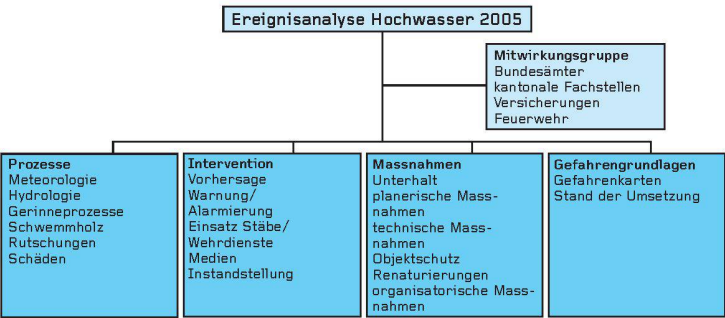 Ereignisanalyse Hochwasser 2005
Mitwirkungsgruppe
Bundesämter
kantonale Fachstellen
Versicherungen
Feuerwehr
Prozesse
Meteorologie
Hydrologie
Gerinneprozesse
Schwemmholz
Rutschungen
Schäden
Intervention
Vorhersage
Warnung/
Alarmierung
Einsatz Stäbe/
Wehrdienste
Medien
Instandstellung
Massnahmen
Unterhalt
planerische Mass-
nahmen
technische Mass-
nahmen
Objektschutz
Renaturierungen
organisatorische Mass-
nahmen
Gefahrengrundlagen
Gefahrenkarten
Stand der Umsetzung